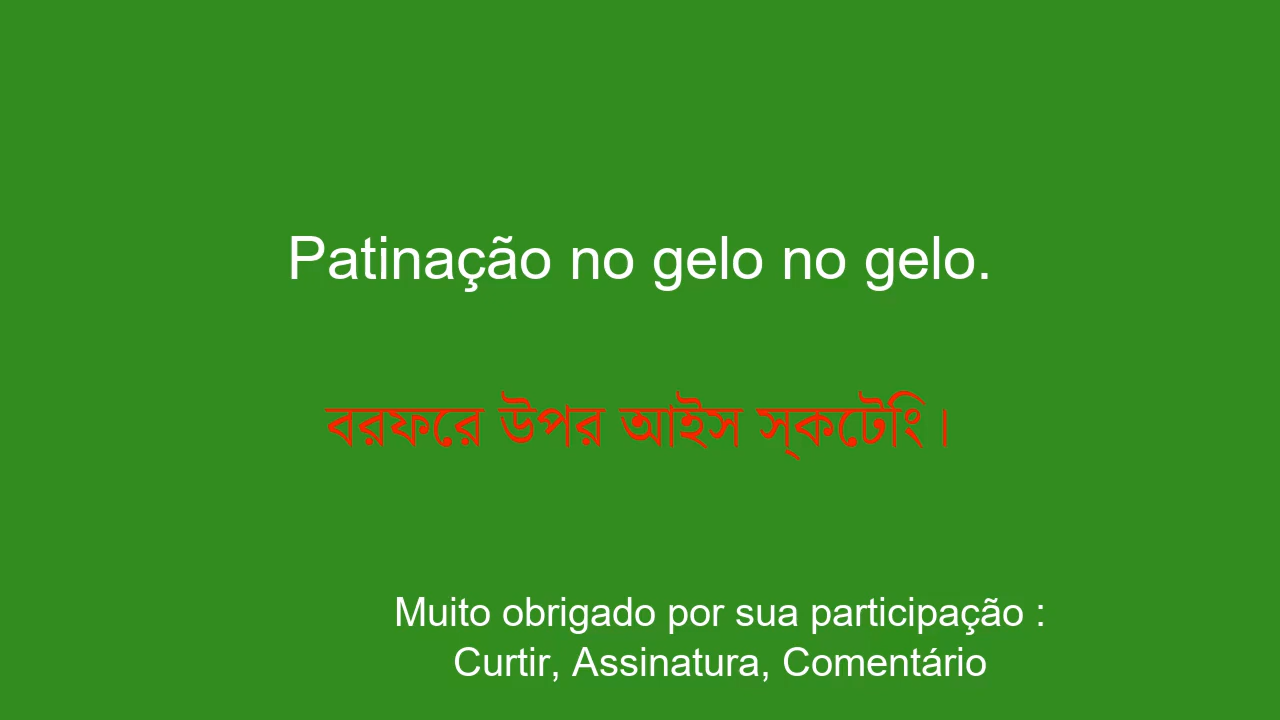 Patinação no gelo no gelo.
বরফের উপর আইস স্কেটিং।
Muito obrigado por sua participação :
Curtir, Assinatura, Comentário